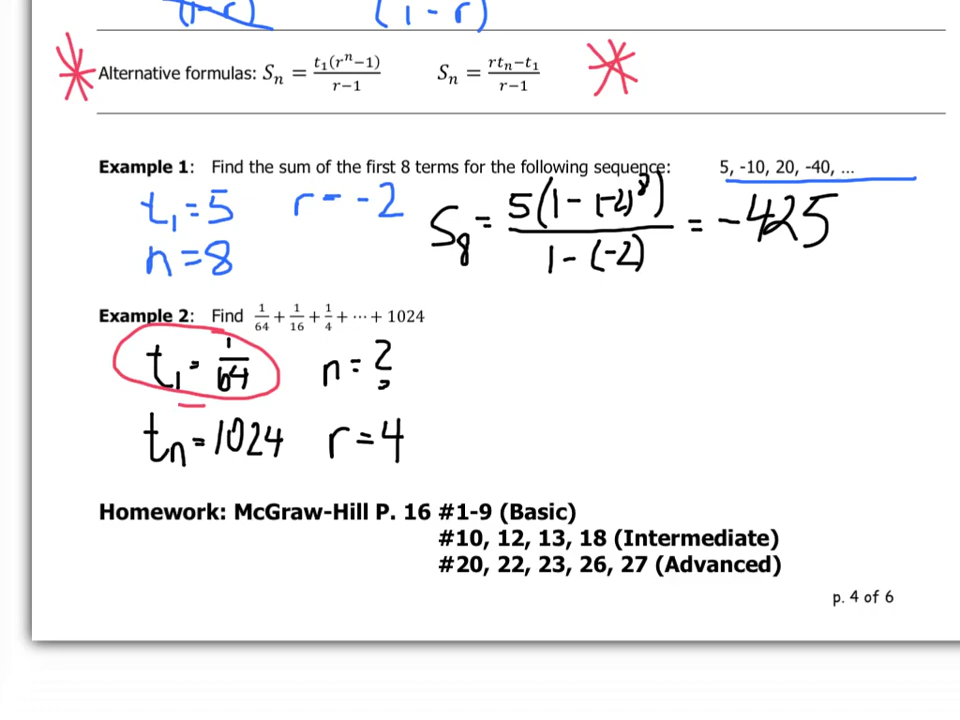 (1-r)
(1-r)
Alternative formulas: Sₙ = t₁(rⁿ−1)/r−1    Sₙ = rtₙ−t₁/r−1
Example 1: Find the sum of the first 8 terms for the following sequence: 5, -10, 20, -40, ...
t₁ = 5    r = -2    S₈ = 5(1-(-2)⁸)/1-(-2) = -425
n = 8
Example 2: Find 1/64 + 1/16 + 1/4 + ⋯ + 1024
t₁ = 1/64    n = ?
tₙ = 1024    r = 4
Homework: McGraw-Hill P. 16 #1-9 (Basic)
#10, 12, 13, 18 (Intermediate)
#20, 22, 23, 26, 27 (Advanced)
p. 4 of 6